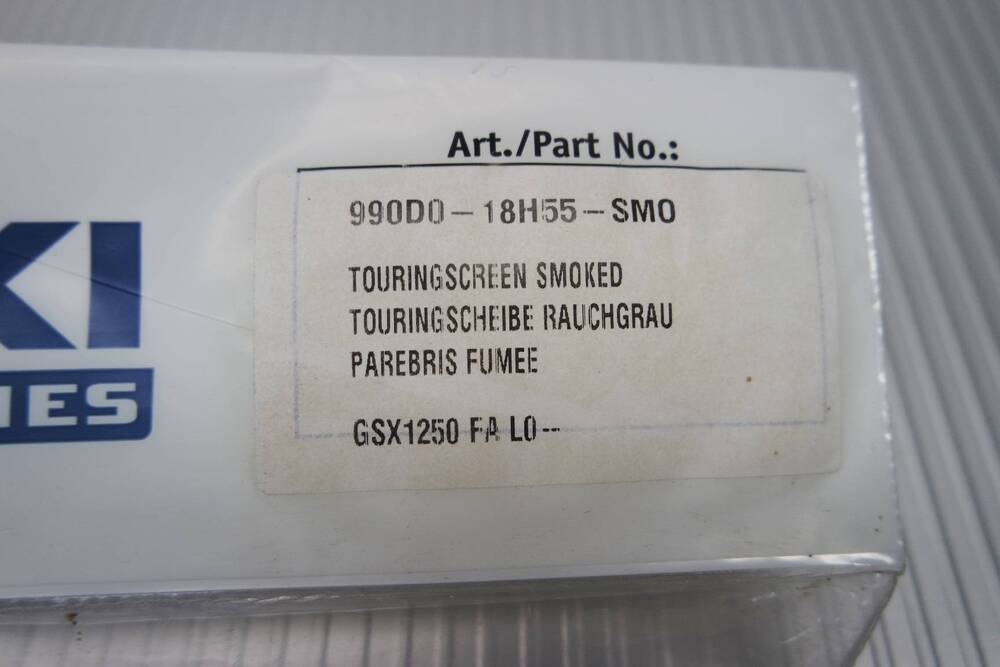 Art./Part No.:
990D0-18H55-SMO
TOURINGSCREEN SMOKED
TOURINGSCHEIBE RAUCHGRAU
PAREBRIS FUMEE
GSX1250 FA L0--
KI
IES